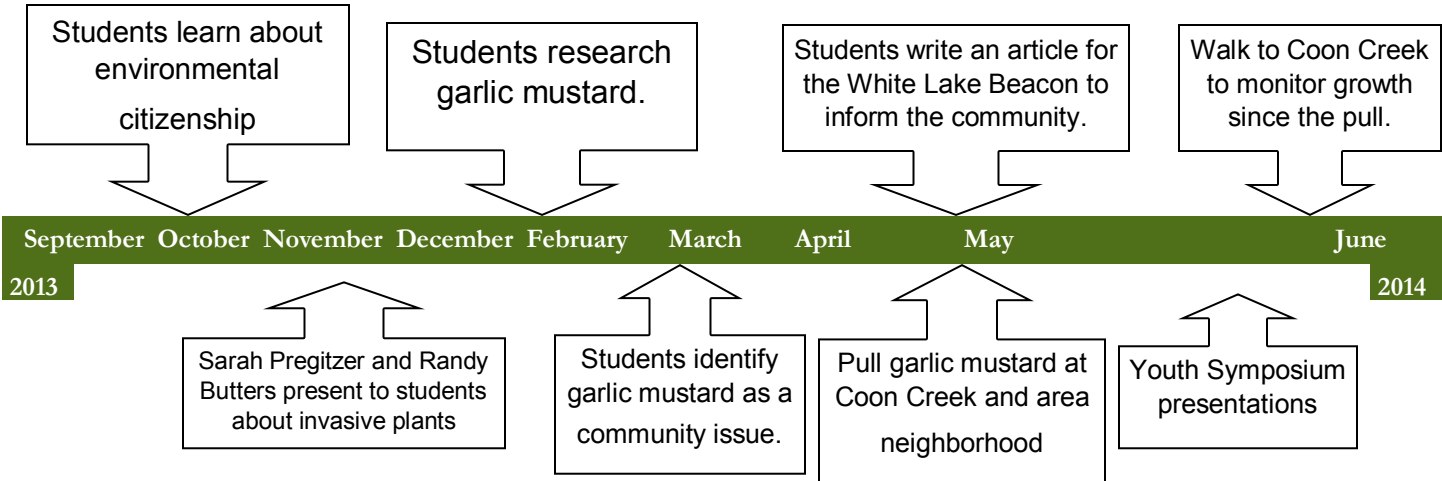 Students learn about
environmental
citizenship
Students research
garlic mustard.
Students write an article for
the White Lake Beacon to
inform the community.
Walk to Coon Creek
to monitor growth
since the pull.
September October November December February March April May June
2013 2014
Sarah Pregitzer and Randy
Butters present to students
about invasive plants
Students identify
garlic mustard as a
community issue.
Pull garlic mustard at
Coon Creek and area
neighborhood
Youth Symposium
presentations